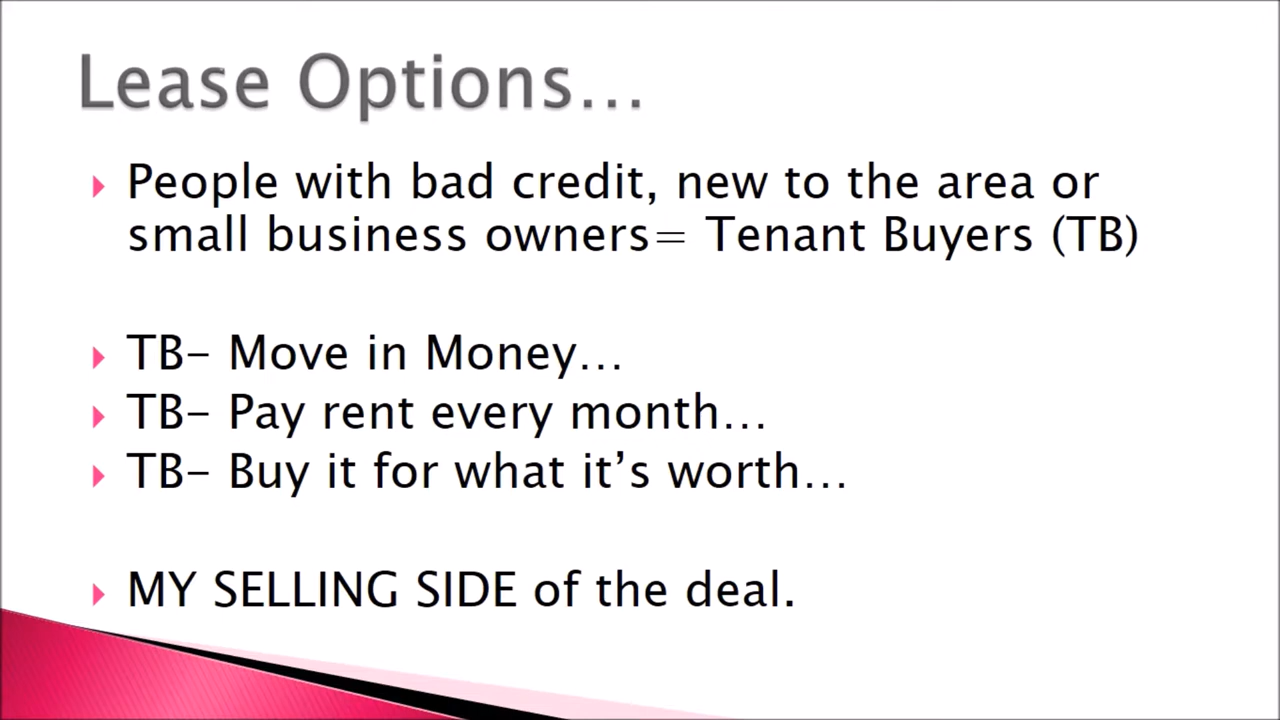 Lease Options...
People with bad credit, new to the area or
small business owners= Tenant Buyers (TB)
TB- Move in Money...
TB- Pay rent every month...
TB- Buy it for what it’s worth...
MY SELLING SIDE of the deal.